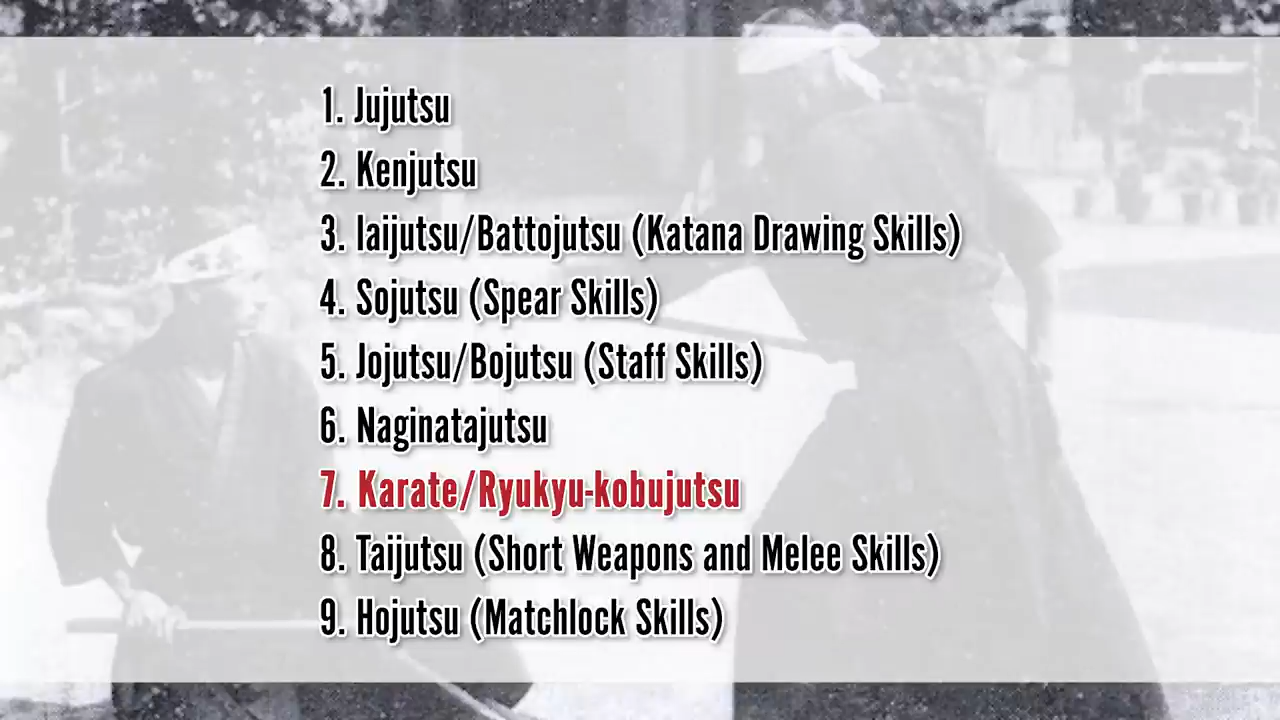 1. Jujutsu
2. Kenjutsu
3. Iaijutsu/Battojutsu (Katana Drawing Skills)
4. Sojutsu (Spear Skills)
5. Jojutsu/Bojutsu (Staff Skills)
6. Naginatajutsu
7. Karate/Ryukyu-kobujutsu
8. Taijutsu (Short Weapons and Melee Skills)
9. Hojutsu (Matchlock Skills)